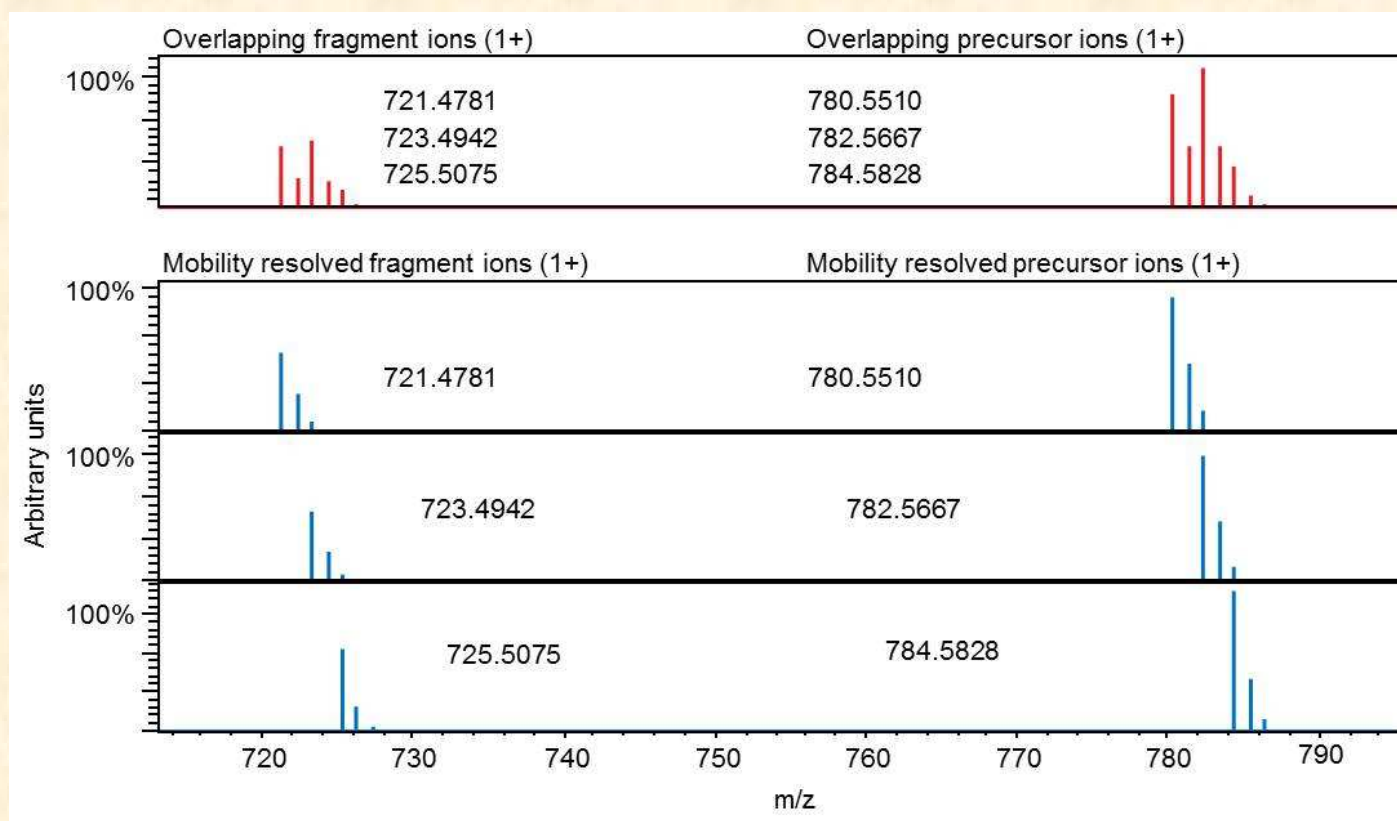 Overlapping fragment ions (1+) Overlapping precursor ions (1+)
100%
721.4781 780.5510
723.4942 782.5667
725.5075 784.5828
Mobility resolved fragment ions (1+) Mobility resolved precursor ions (1+)
100%
721.4781 780.5510
Arbitrary units
100%
723.4942 782.5667
100%
725.5075 784.5828
720 730 740 750 760 770 780 790
m/z